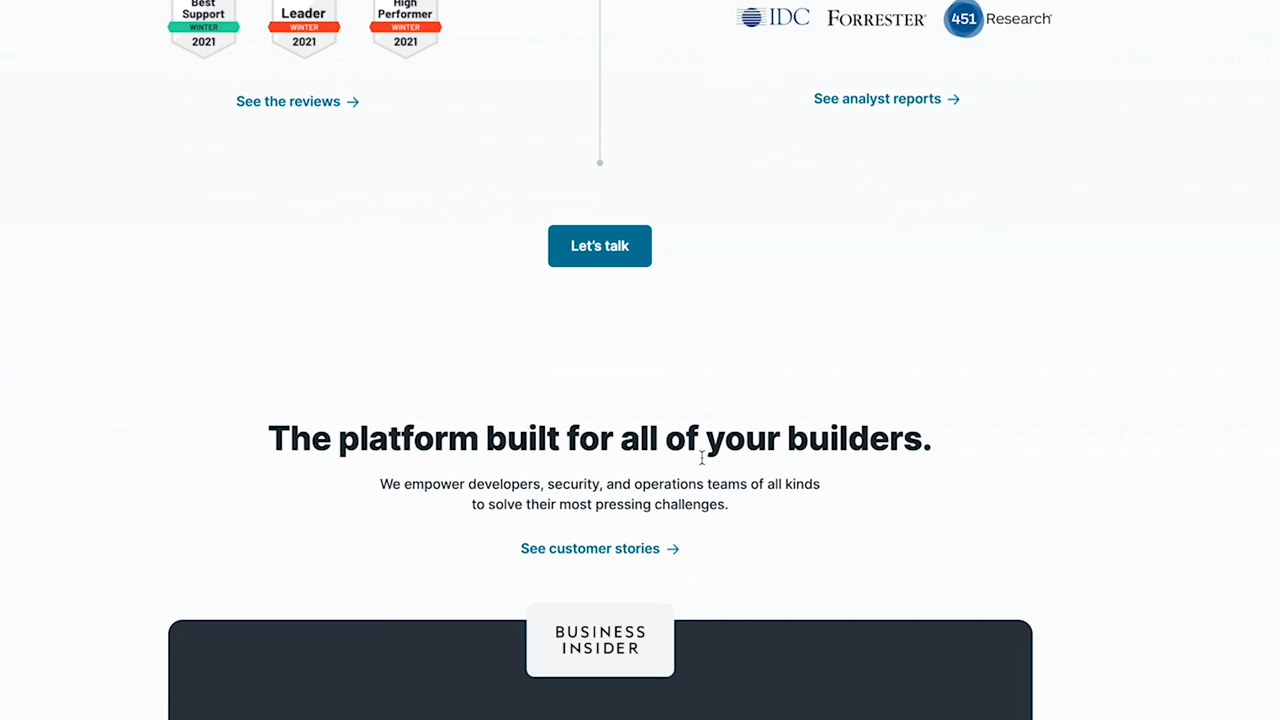 Best
Support
WINTER
2021
Leader
WINTER
2021
High
Performer
WINTER
2021
IDC
FORRESTER®
451 Research®
See the reviews →
See analyst reports →
Let's talk
The platform built for all of your builders.
We empower developers, security, and operations teams of all kinds
to solve their most pressing challenges.
See customer stories →
BUSINESS
INSIDER